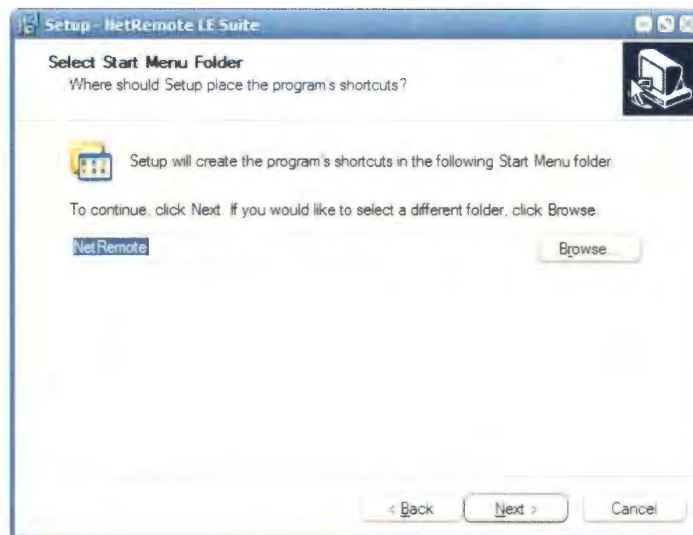 Setup - NetRemote LE Suite
Select Start Menu Folder
Where should Setup place the program's shortcuts?
Setup will create the program's shortcuts in the following Start Menu folder
To continue, click Next. If you would like to select a different folder, click Browse
NetRemote
Browse...
< Back
Next >
Cancel